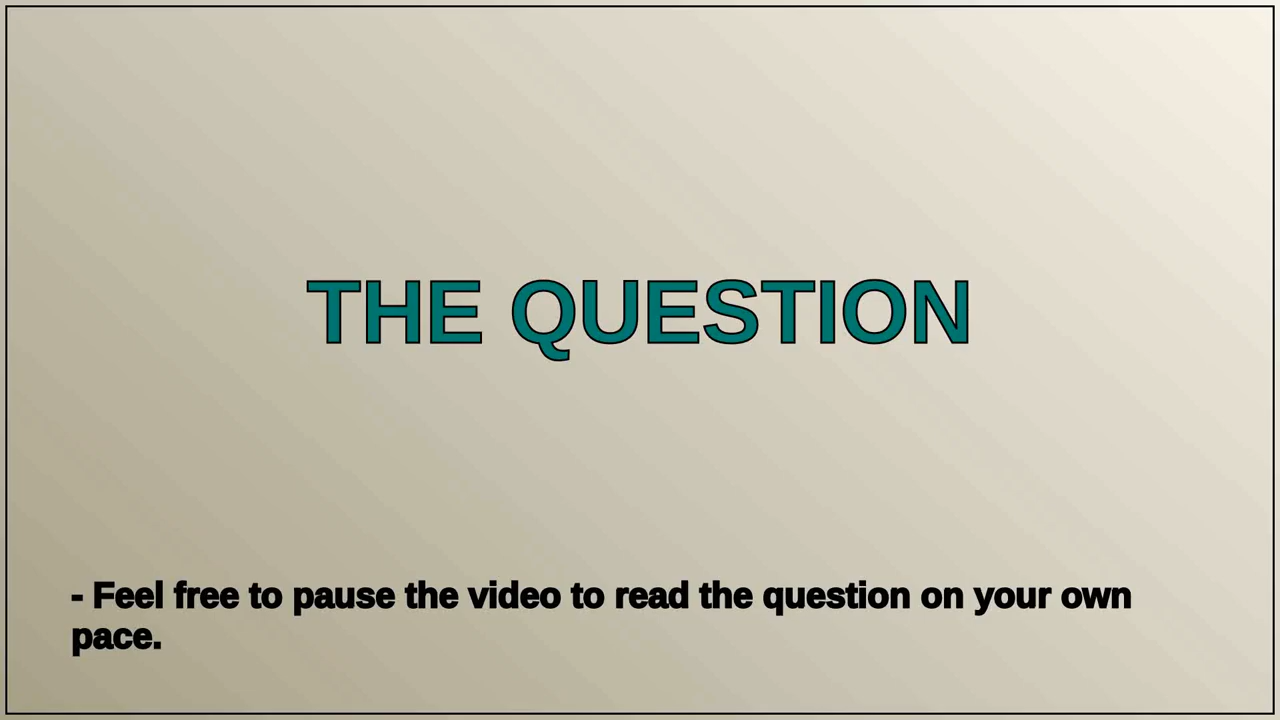 THE QUESTION
- Feel free to pause the video to read the question on your own
pace.